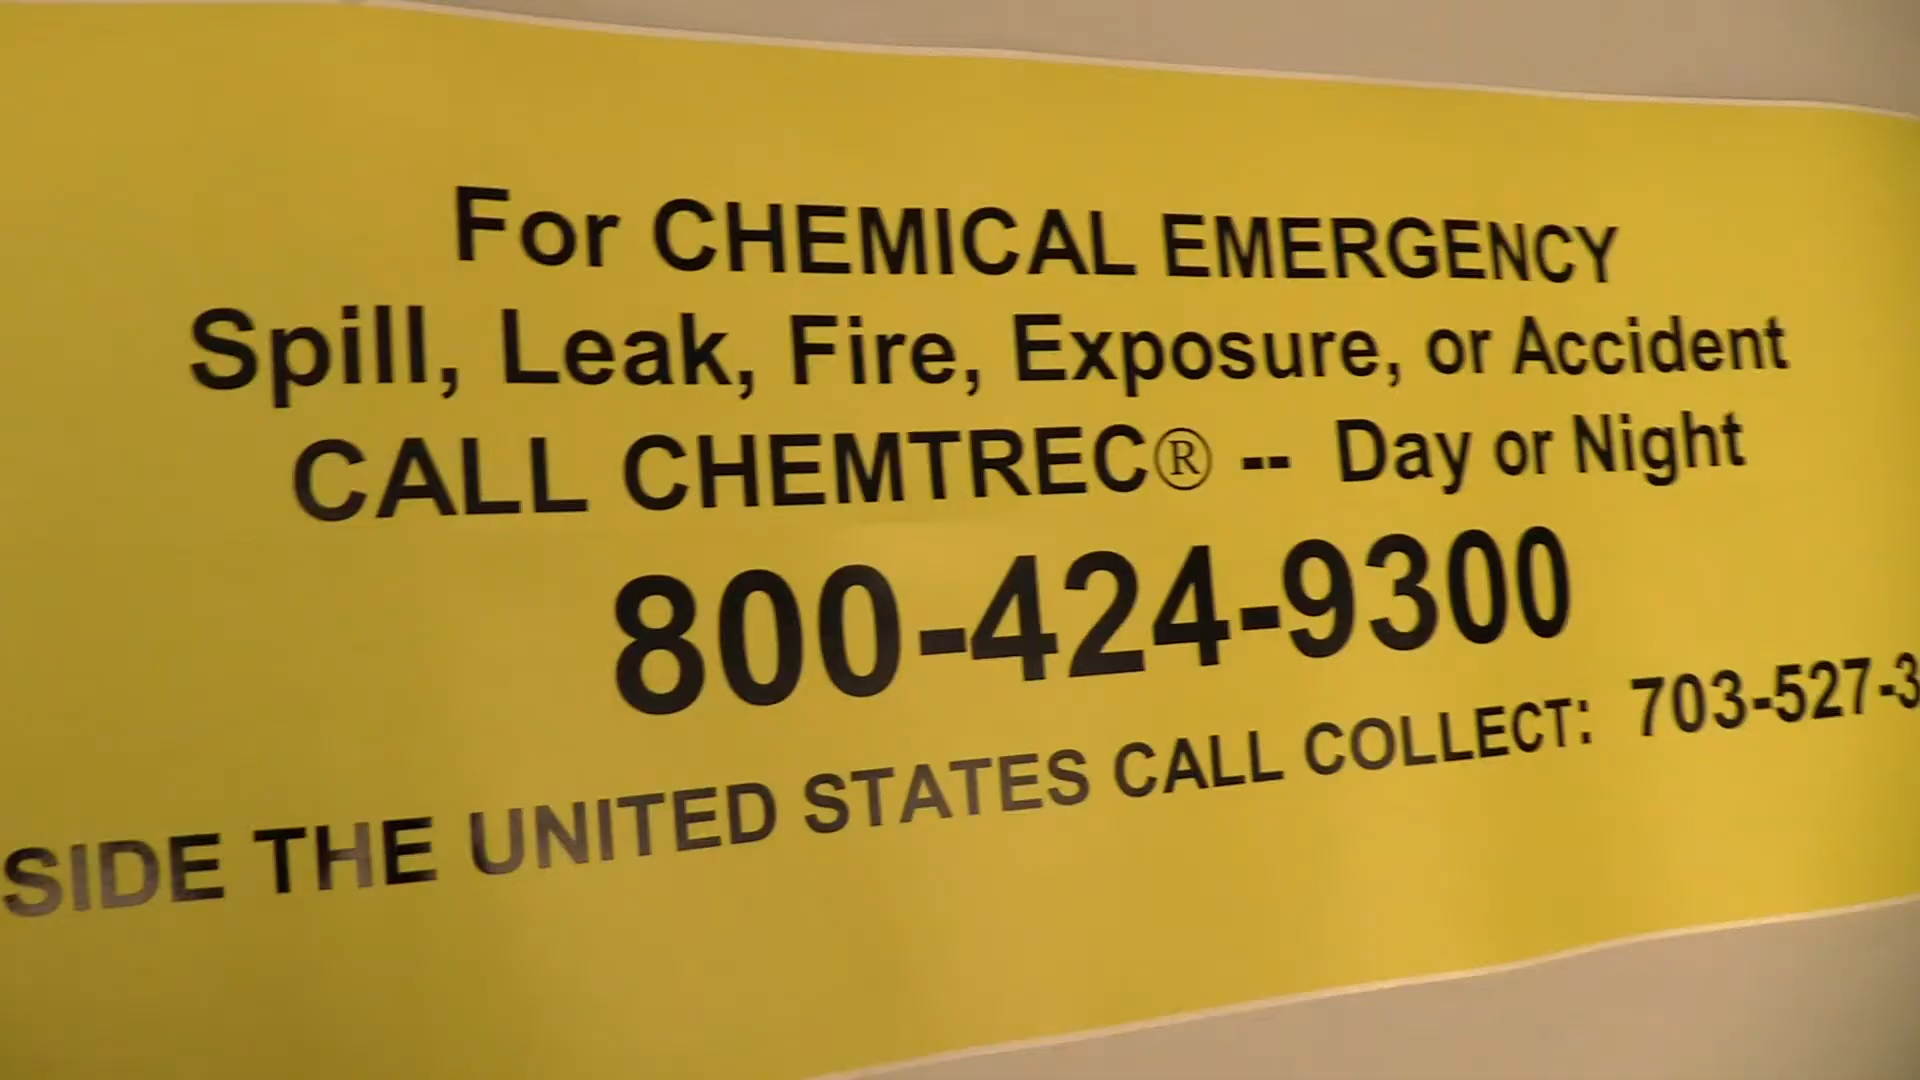 For CHEMICAL EMERGENCY
Spill, Leak, Fire, Exposure, or Accident
CALL CHEMTREC® -- Day or Night
800-424-9300
SIDE THE UNITED STATES CALL COLLECT: 703-527-3